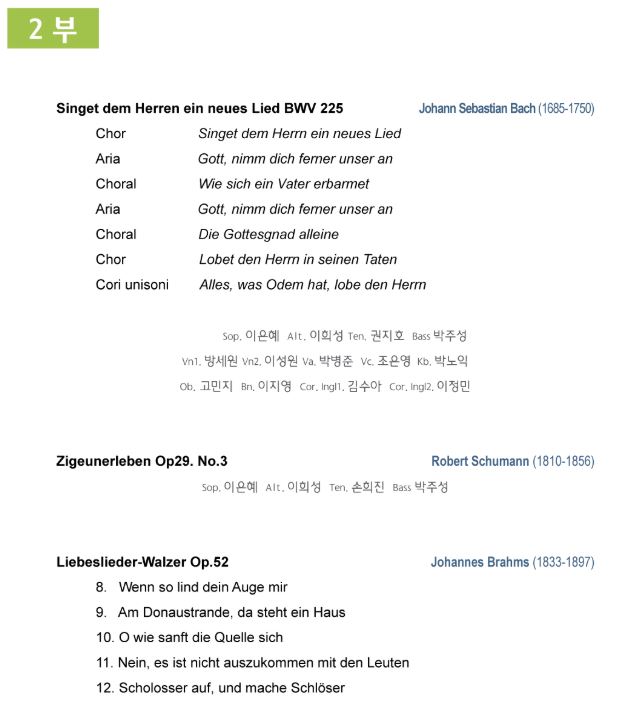 2 부
Singet dem Herren ein neues Lied BWV 225 Johann Sebastian Bach (1685-1750)
Chor Singet dem Herrn ein neues Lied
Aria Gott, nimm dich ferner unser an
Choral Wie sich ein Vater erbarmet
Aria Gott, nimm dich ferner unser an
Choral Die Gottesgnad alleine
Chor Lobet den Herrn in seinen Taten
Cori unisoni Alles, was Odem hat, lobe den Herrn
Sop. 이은예 Alt. 이희성 Ten. 권지호 Bass 박주성
Vn1. 방세원 Vn2. 이성원 Va. 박병준 Vc. 조은영 Kb. 박노익
Ob. 고민지 Bn. 이지영 Cor. Ingl1. 김수아 Cor. Ingl2. 이정민
Zigeunerleben Op29. No.3 Robert Schumann (1810-1856)
Sop. 이은예 Alt. 이희성 Ten. 손희진 Bass 박주성
Liebeslieder-Walzer Op.52 Johannes Brahms (1833-1897)
8. Wenn so lind dein Auge mir
9. Am Donaustrande, da steht ein Haus
10. O wie sanft die Quelle sich
11. Nein, es ist nicht auszukommen mit den Leuten
12. Scholosser auf, und mache Schlöser